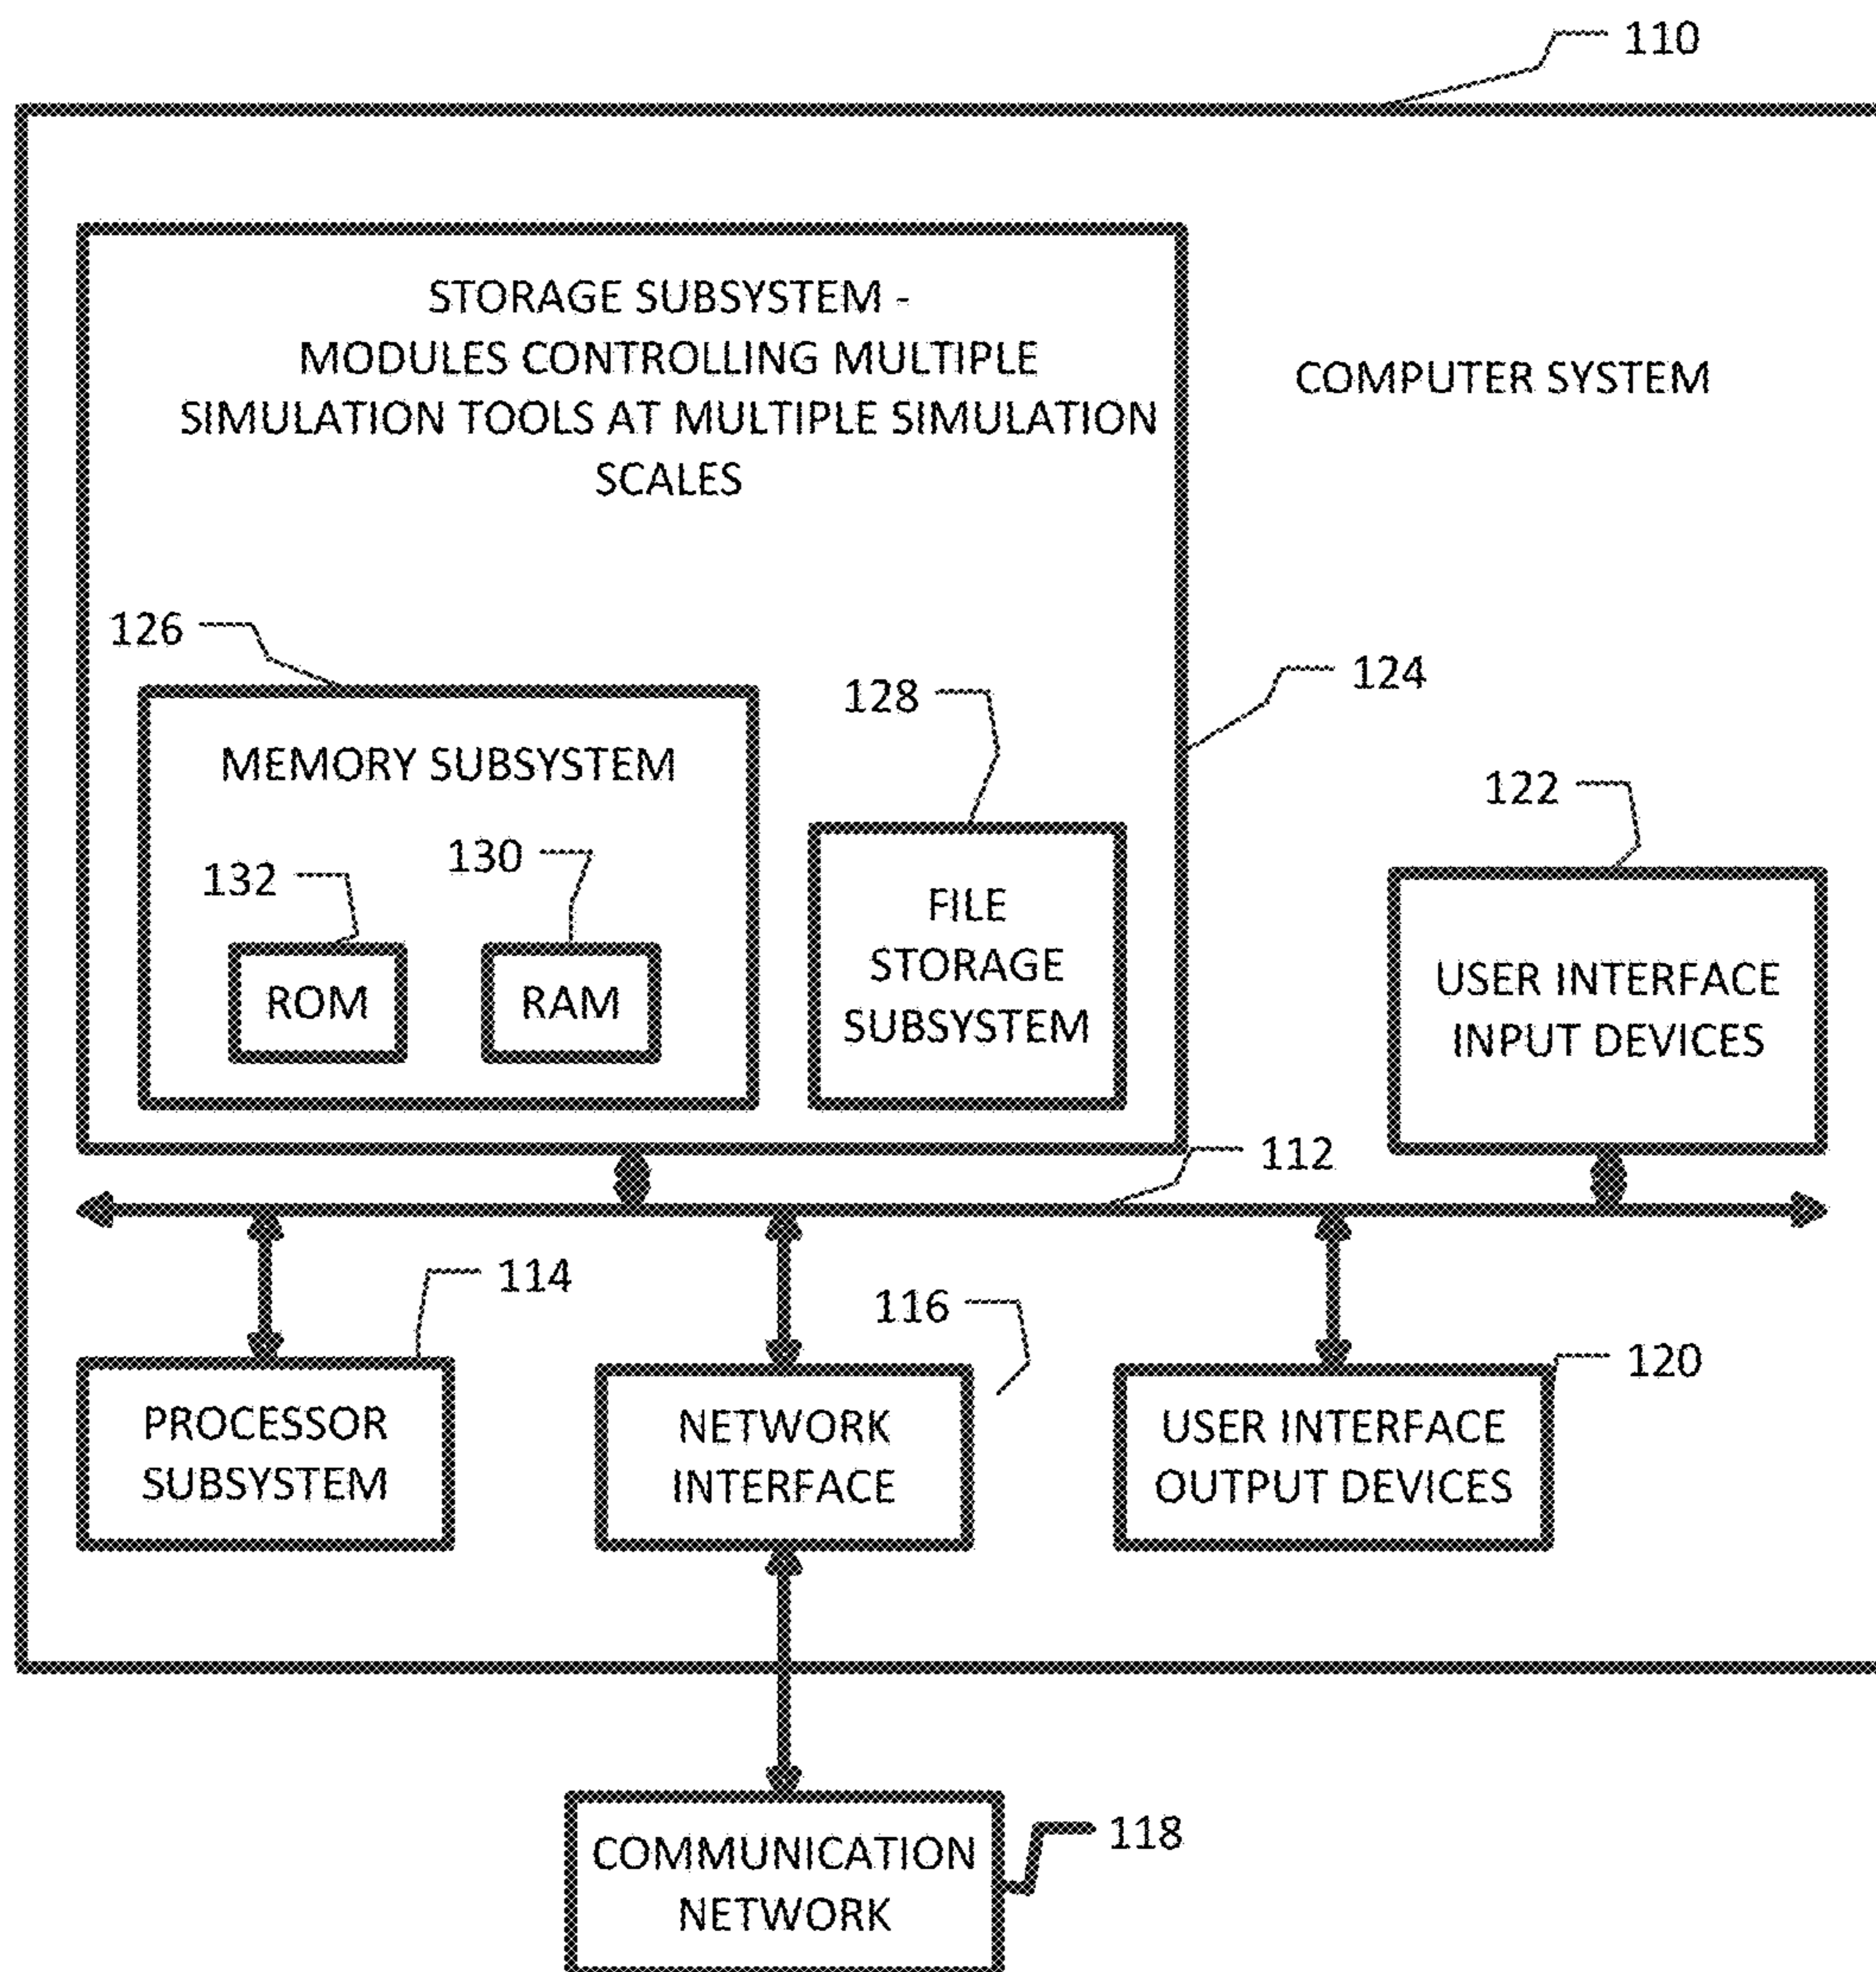 110
STORAGE SUBSYSTEM -
MODULES CONTROLLING MULTIPLE
SIMULATION TOOLS AT MULTIPLE SIMULATION
SCALES
COMPUTER SYSTEM
126
124
128
MEMORY SUBSYSTEM
122
130
132
FILE
STORAGE
SUBSYSTEM
ROM
RAM
USER INTERFACE
INPUT DEVICES
112
114
116
120
PROCESSOR
SUBSYSTEM
NETWORK
INTERFACE
USER INTERFACE
OUTPUT DEVICES
118
COMMUNICATION
NETWORK